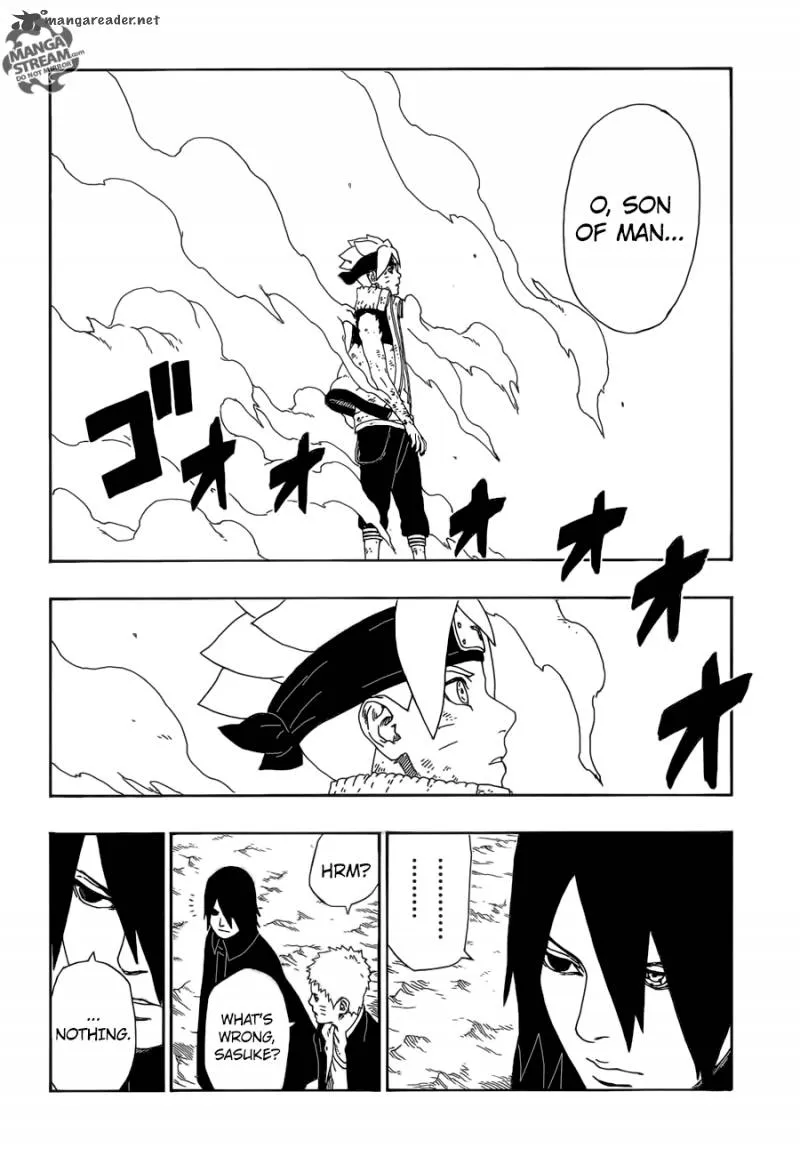 mangareader.net
MANGA
STREAM.COM
DO NOT MIRROR
O, SON
OF MAN...
ゴ
オ
オ
オ
オ
オ
オ
.........
.........
HRM?
WHAT'S
WRONG,
SASUKE?
...
NOTHING.